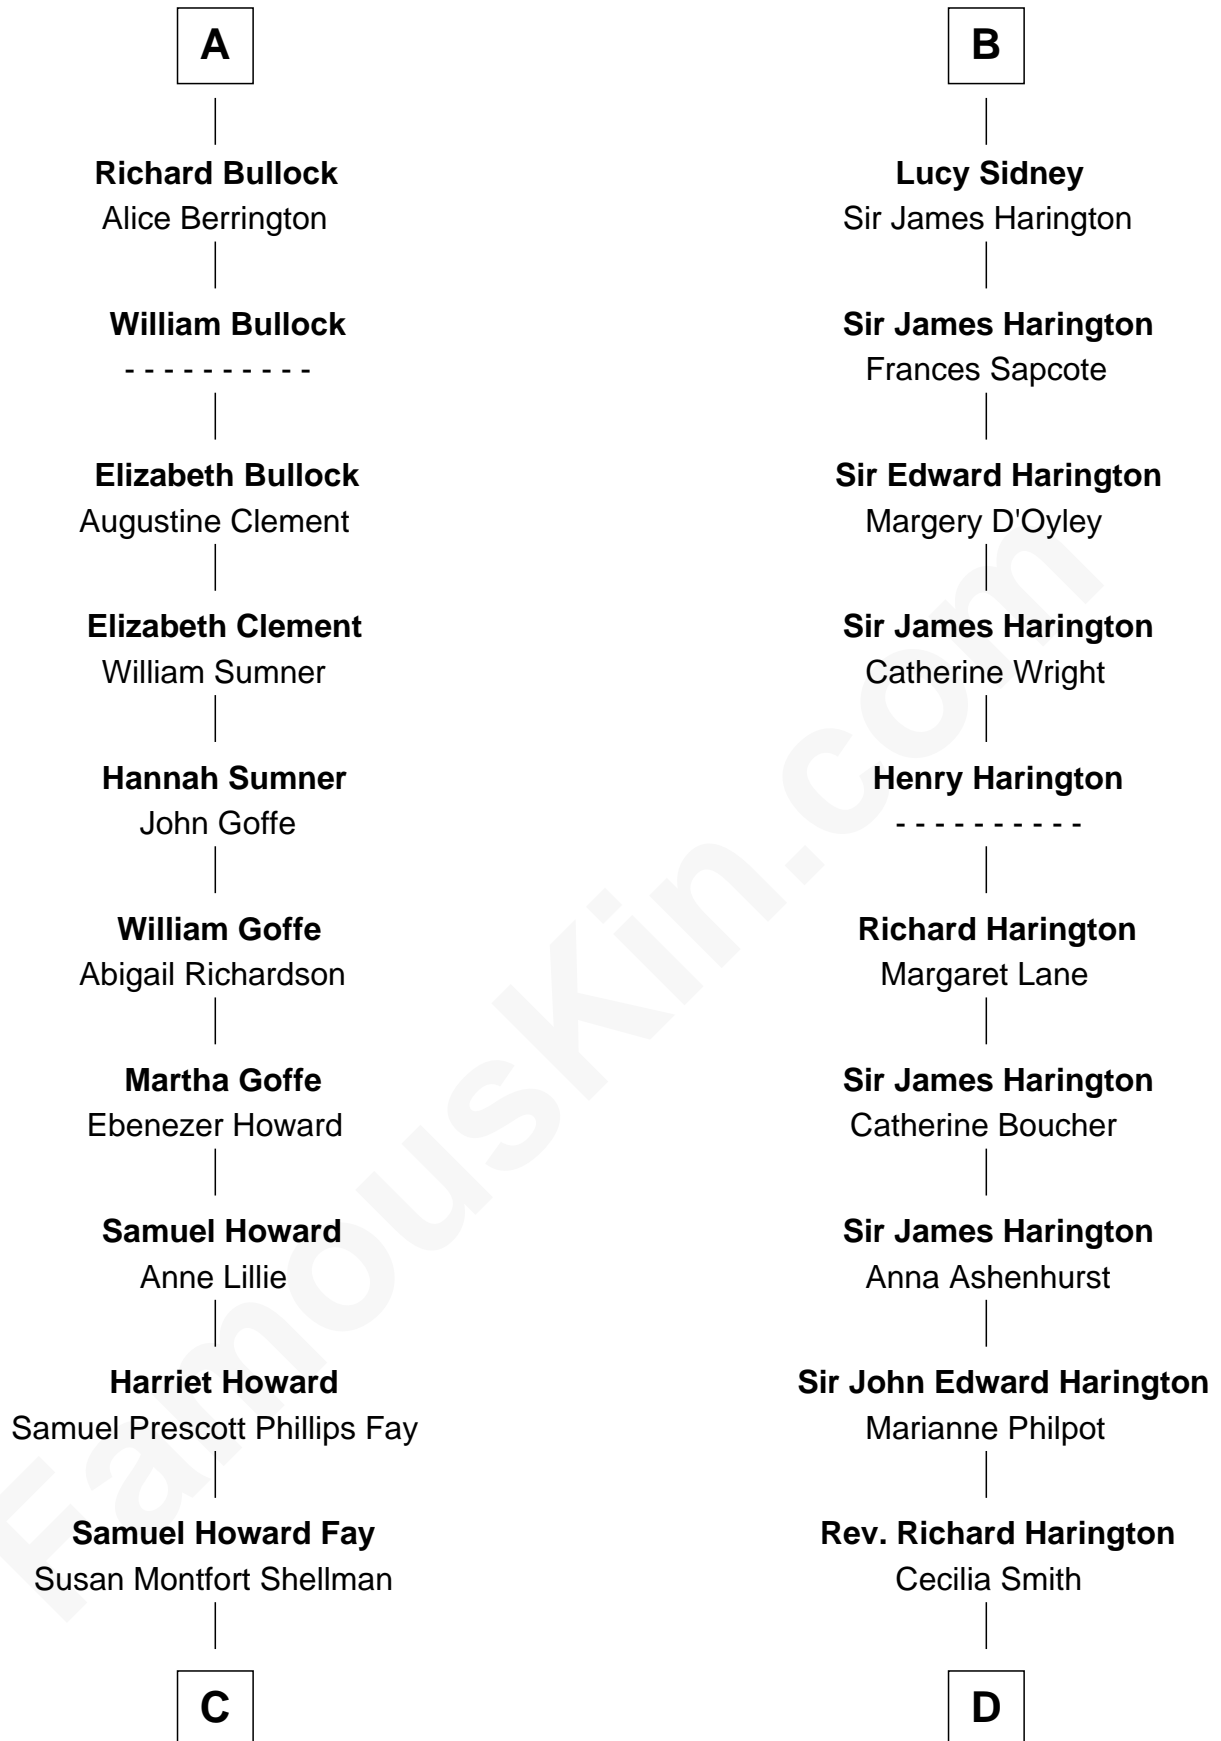 A
Richard Bullock
Alice Berrington
William Bullock
- - - - - - - - - -
Elizabeth Bullock
Augustine Clement
Elizabeth Clement
William Sumner
Hannah Sumner
John Goffe
William Goffe
Abigail Richardson
Martha Goffe
Ebenezer Howard
Samuel Howard
Anne Lillie
Harriet Howard
Samuel Prescott Phillips Fay
Samuel Howard Fay
Susan Montfort Shellman
C
B
Lucy Sidney
Sir James Harington
Sir James Harington
Frances Sapcote
Sir Edward Harington
Margery D'Oyley
Sir James Harington
Catherine Wright
Henry Harington
- - - - - - - - - -
Richard Harington
Margaret Lane
Sir James Harington
Catherine Boucher
Sir James Harington
Anna Ashenhurst
Sir John Edward Harington
Marianne Philpot
Rev. Richard Harington
Cecilia Smith
D
FamousKin.com